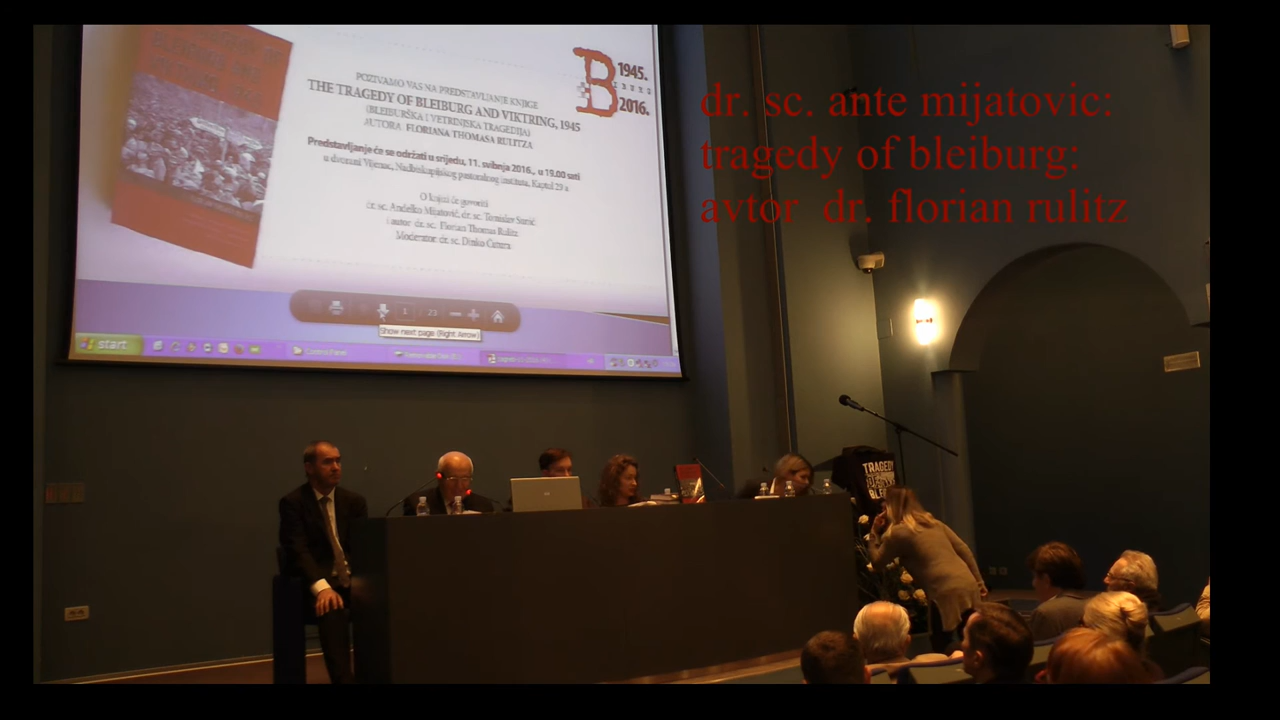 1945.
2016.
POZIVAMO VAS NA PREDSTAVLJANJE KNJIGE
THE TRAGEDY OF BLEIBURG AND VIKTRING, 1945
(BLEIBURŠKA I VETRINJSKA TRAGEDIJA)
AUTORA FLORIANA THOMASA RULITZA
Predstavljanje će se održati u srijedu, 11. svibnja 2016., u 19.00 sati
u dvorani Vijenac, Nadbiskupijskog pastoralnog instituta, Kaptol 29 a
O knjizi će govoriti
dr. sc. Anđelko Mijatović, dr. sc. Tomislav Sunić
i autor dr. sc. Florian Thomas Rulitz
Moderator: dr. sc.
1 / 23
Show next page (Right Arrow)
start
Control Panel
dr. sc. ante mijatovic:
tragedy of bleiburg:
avtor dr. florian rulitz
TRAGEDY